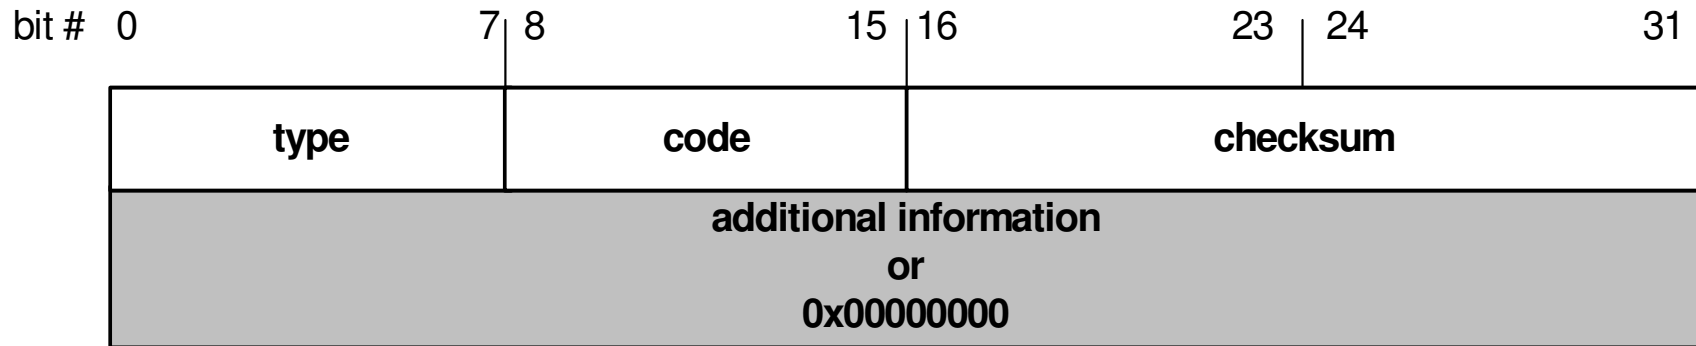 bit # 0 7 8 15 16 23 24 31
type code checksum
additional information
or
0x00000000